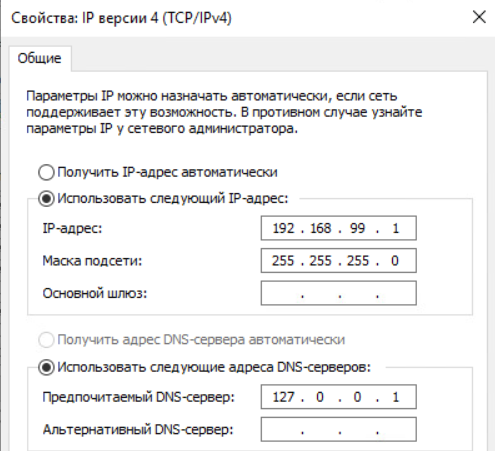 Свойства: IP версии 4 (TCP/IPv4)
Общие
Параметры IP можно назначать автоматически, если сеть
поддерживает эту возможность. В противном случае узнайте
параметры IP у сетевого администратора.
Получить IP-адрес автоматически
Использовать следующий IP-адрес:
IP-адрес: 192 . 168 . 99 . 1
Маска подсети: 255 . 255 . 255 . 0
Основной шлюз: . . .
Получить адрес DNS-сервера автоматически
Использовать следующие адреса DNS-серверов:
Предпочитаемый DNS-сервер: 127 . 0 . 0 . 1
Альтернативный DNS-сервер: . . .